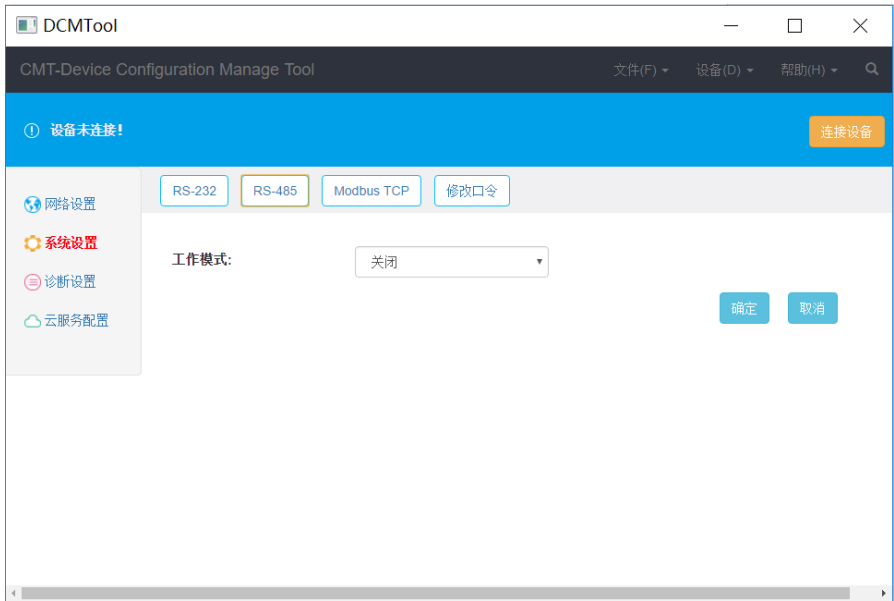 DCMTool
CMT-Device Configuration Manage Tool 文件(F) 设备(D) 帮助(H)
设备未连接! 连接设备
RS-232 RS-485 Modbus TCP 修改口令
网络设置
系统设置
诊断设置
云服务配置
工作模式: 关闭
确定 取消